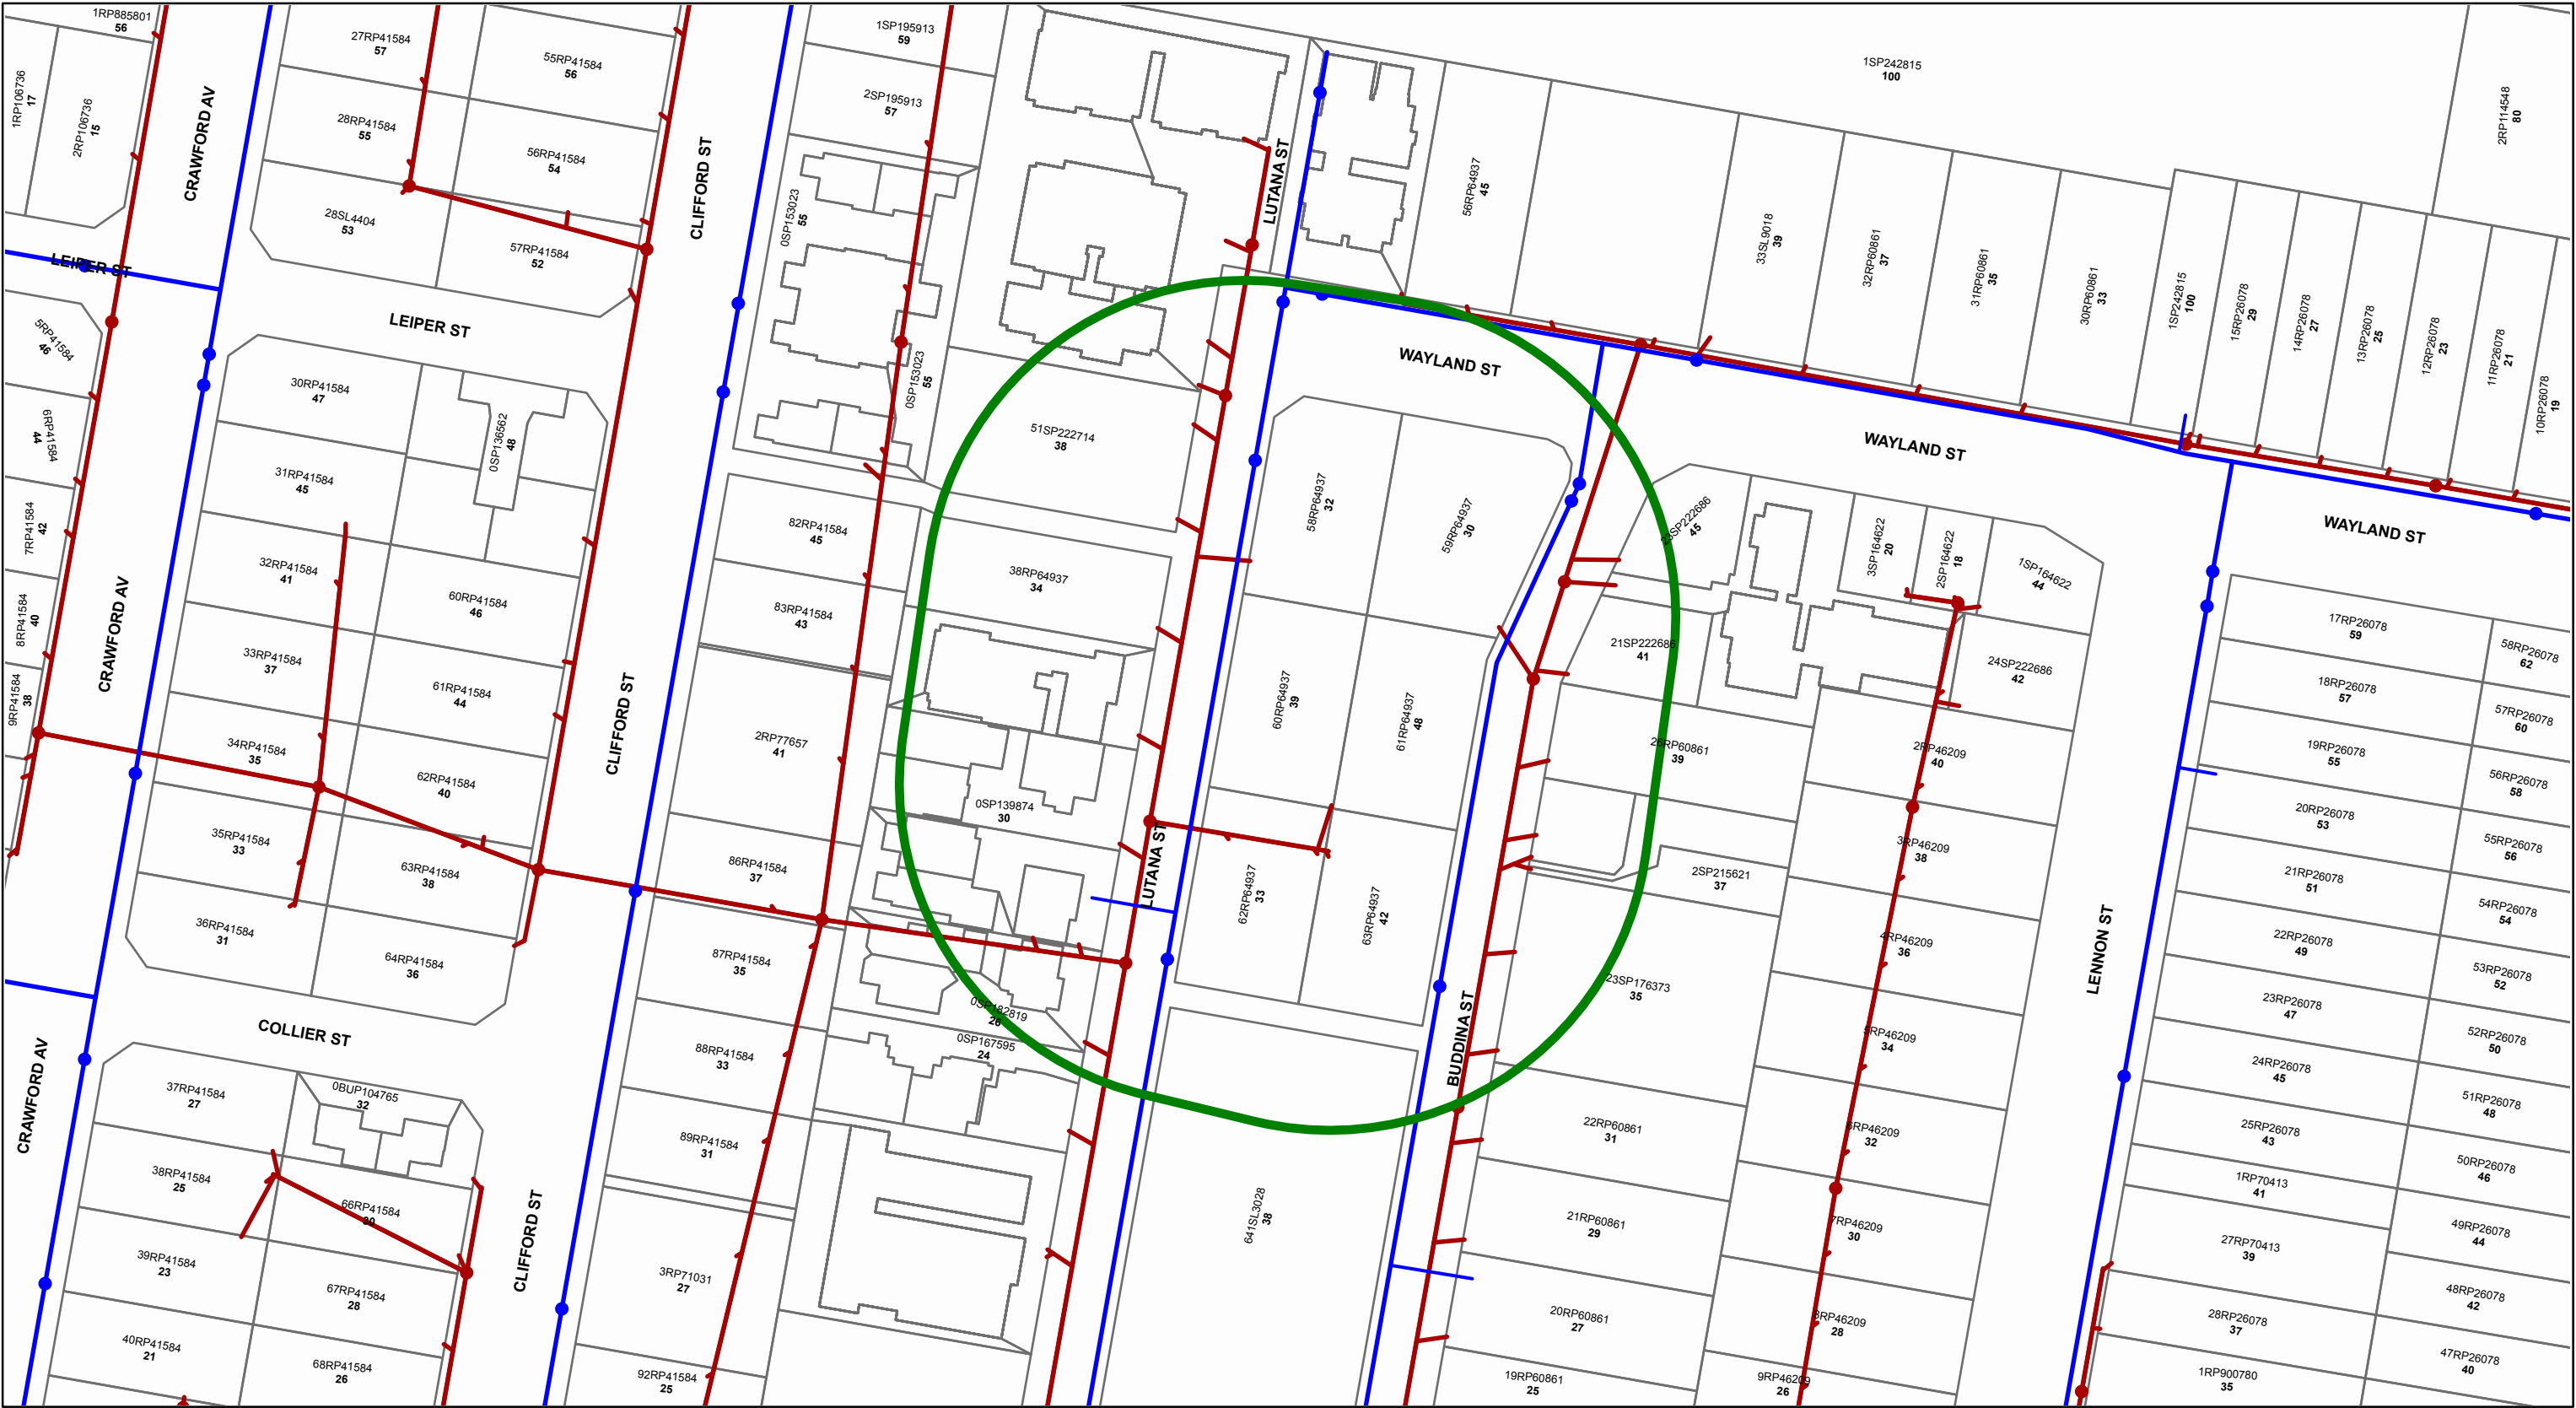 1RP885801
56
1RP106736
17
2RP106736
15
CRAWFORD AV
27RP41584
57
55RP41584
56
28RP41584
55
56RP41584
54
28SL4404
53
57RP41584
52
CLIFFORD ST
1SP195913
59
2SP195913
57
0SP153023
55
0SP153023
55
LUTANA ST
56RP64937
45
1SP242815
100
2RP114548
80
33SL9018
39
32RP60861
37
31RP60861
35
30RP60861
33
1SP242815
100
15RP26078
29
14RP26078
27
13RP26078
25
12RP26078
23
11RP26078
21
10RP26078
19
LEIPER ST
LEIPER ST
WAYLAND ST
WAYLAND ST
WAYLAND ST
5RP41584
46
6RP41584
44
7RP41584
42
8RP41584
40
9RP41584
38
CRAWFORD AV
30RP41584
47
0SP136562
48
31RP41584
45
32RP41584
41
60RP41584
46
33RP41584
37
61RP41584
44
34RP41584
35
62RP41584
40
35RP41584
33
63RP41584
38
36RP41584
31
64RP41584
36
CLIFFORD ST
82RP41584
45
83RP41584
43
2RP77657
41
86RP41584
37
87RP41584
35
88RP41584
33
89RP41584
31
3RP71031
27
92RP41584
25
51SP222714
38
38RP64937
34
0SP139874
30
0SP182819
26
0SP167595
24
LUTANA ST
58RP64937
32
59RP64937
30
60RP64937
39
61RP64937
48
62RP64937
33
63RP64937
42
641SL3028
38
BUDDINA ST
23SP222686
45
21SP222686
41
3SP164622
20
2SP164622
18
1SP164622
44
24SP222686
42
26RP60861
39
2SP215621
37
23SP176373
35
22RP60861
31
21RP60861
29
20RP60861
27
19RP60861
25
2RP46209
40
3RP46209
38
4RP46209
36
5RP46209
34
6RP46209
32
7RP46209
30
8RP46209
28
9RP46209
26
LENNON ST
17RP26078
59
18RP26078
57
19RP26078
55
20RP26078
53
21RP26078
51
22RP26078
49
23RP26078
47
24RP26078
45
25RP26078
43
1RP70413
41
27RP70413
39
28RP26078
37
1RP900780
35
58RP26078
62
57RP26078
60
56RP26078
58
55RP26078
56
54RP26078
54
53RP26078
52
52RP26078
50
51RP26078
48
50RP26078
46
49RP26078
44
48RP26078
42
47RP26078
40
COLLIER ST
CRAWFORD AV
37RP41584
27
0BUP104765
32
38RP41584
25
66RP41584
30
39RP41584
23
67RP41584
28
40RP41584
21
68RP41584
26
CLIFFORD ST